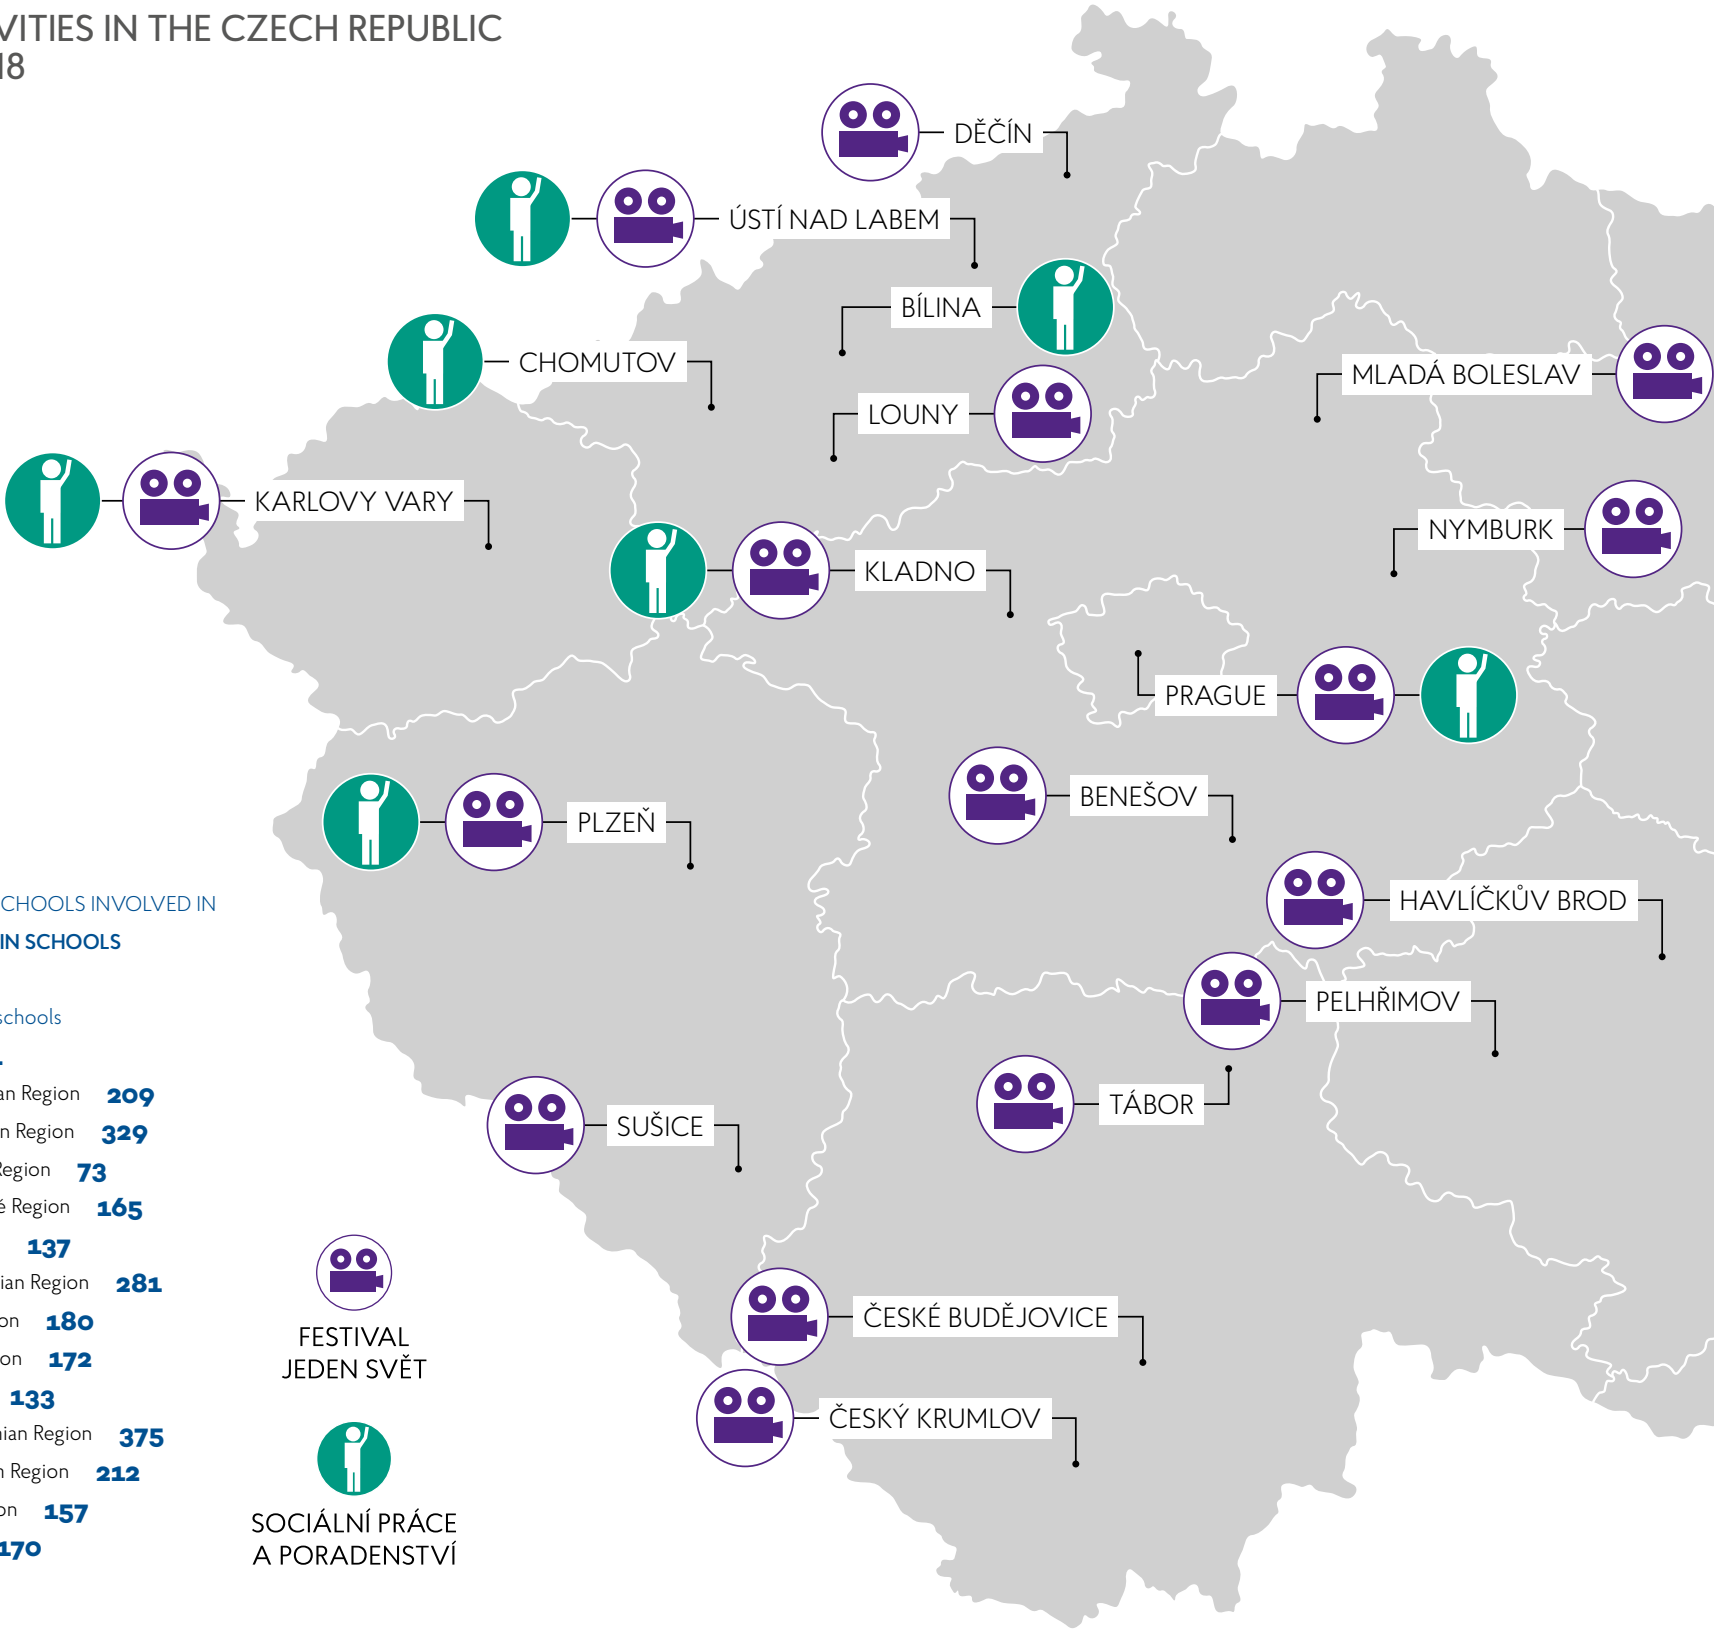 VITIES IN THE CZECH REPUBLIC
18
DĚČÍN
ÚSTÍ NAD LABEM
BÍLINA
CHOMUTOV
MLADÁ BOLESLAV
LOUNY
KARLOVY VARY
NYMBURK
KLADNO
PRAGUE
BENEŠOV
PLZEŇ
HAVLÍČKŮV BROD
PELHŘIMOV
TÁBOR
SUŠICE
ČESKÉ BUDĚJOVICE
ČESKÝ KRUMLOV
CHOOLS INVOLVED IN
IN SCHOOLS
schools
an Region 209
n Region 329
Region 73
é Region 165
137
ian Region 281
on 180
on 172
133
nian Region 375
n Region 212
on 157
170
FESTIVAL
JEDEN SVĚT
SOCIÁLNÍ PRÁCE
A PORADENSTVÍ